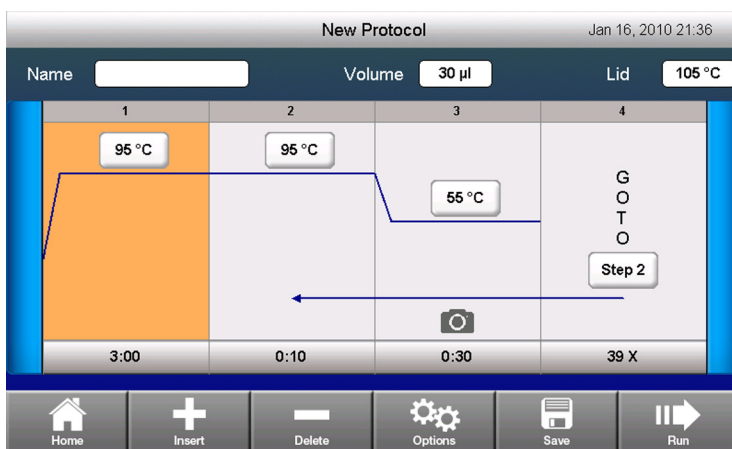 New Protocol
Jan 16, 2010 21:36
Name
Volume 30 µl
Lid 105 °C
1 2 3 4
95 °C 95 °C
55 °C
G
O
T
O
Step 2
3:00 0:10 0:30 39 X
Home Insert Delete Options Save Run